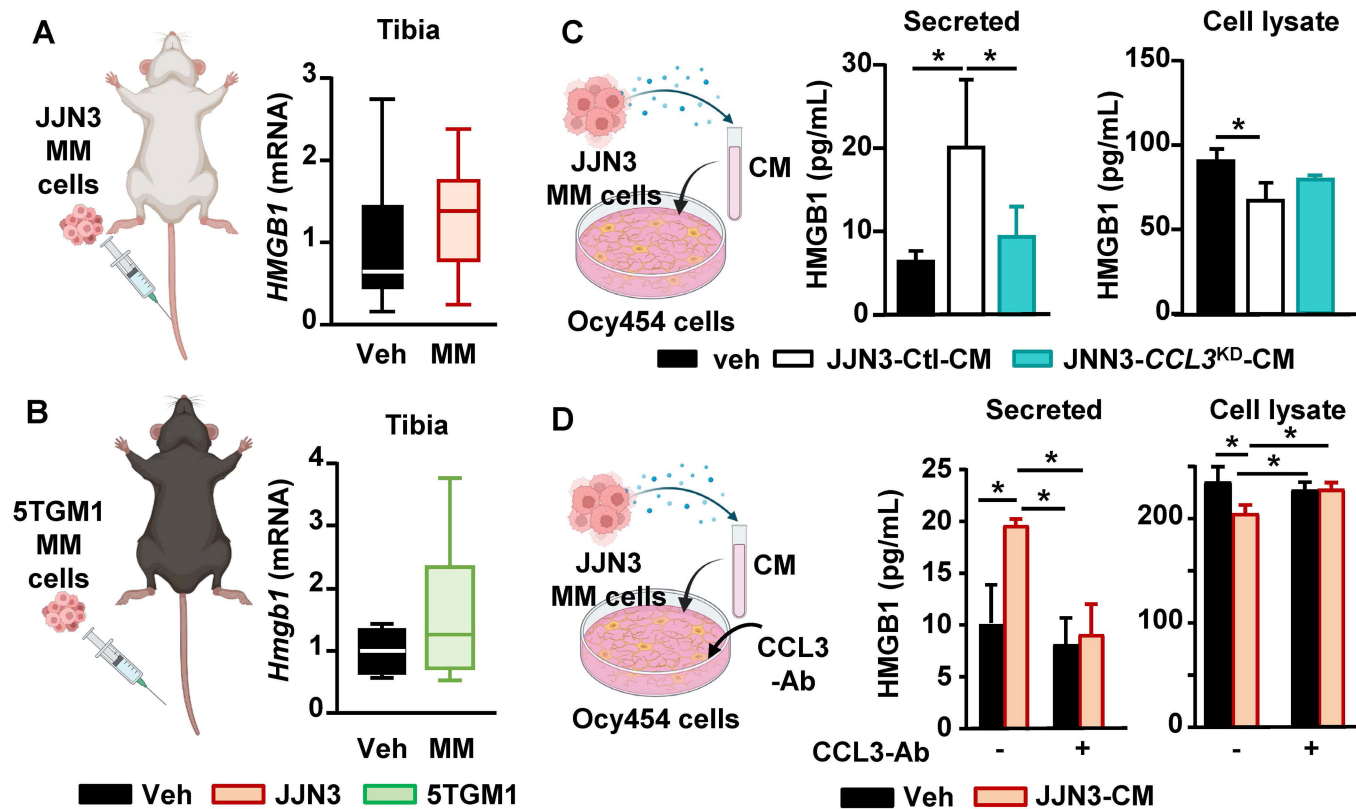 A
JJN3
MM
cells
Tibia
HMGB1 (mRNA)
3
2
1
0
Veh MM
B
5TGM1
MM
cells
Tibia
Hmgb1 (mRNA)
4
3
2
1
0
Veh MM
Veh JJN3 5TGM1
C
JJN3
MM cells
CM
Ocy454 cells
Secreted
HMGB1 (pg/mL)
30
20
10
0
* *
Cell lysate
HMGB1 (pg/mL)
150
100
50
0
*
veh JJN3-Ctl-CM JNN3-CCL3KD-CM
D
JJN3
MM cells
CM
CCL3
-Ab
Ocy454 cells
Secreted
HMGB1 (pg/mL)
25
20
15
10
5
0
*
* *
Cell lysate
200
100
0
* *
*
CCL3-Ab - + - +
Veh JJN3-CM